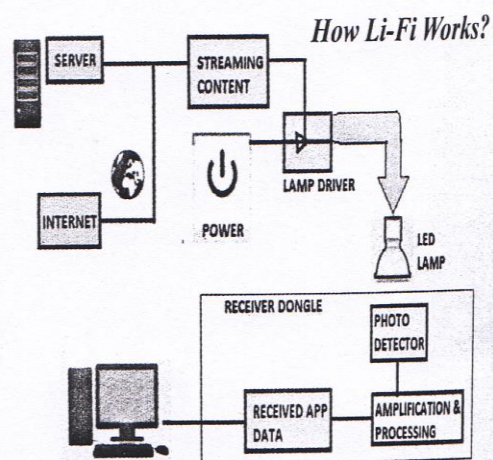 How Li-Fi Works?
SERVER
STREAMING
CONTENT
INTERNET
POWER
LAMP DRIVER
LED
LAMP
RECEIVER DONGLE
PHOTO
DETECTOR
RECEIVED APP
DATA
AMPLIFICATION &
PROCESSING